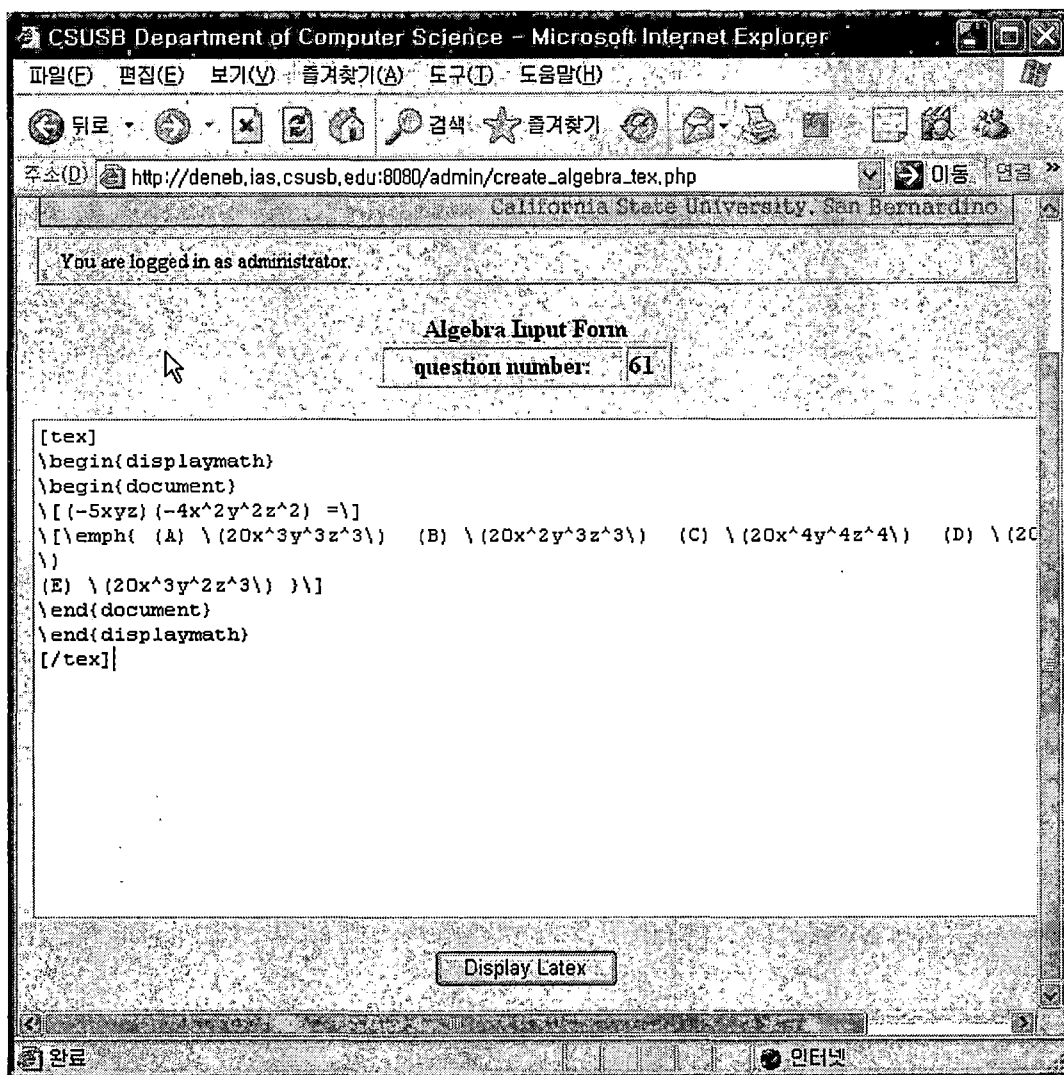 CSUSB Department of Computer Science - Microsoft Internet Explorer
파일(F) 편집(E) 보기(V) 즐겨찾기(A) 도구(T) 도움말(H)
뒤로 검색 즐겨찾기
주소(D) http://deneb.ias.csusb.edu:8080/admin/create_algebra_tex.php 이동 연결 »
California State University, San Bernardino
You are logged in as administrator.
Algebra Input Form
question number: 61
[tex]
\begin{displaymath}
\begin{document}
\[(-5xyz)(-4x^2y^2z^2) =\]
\[\emph{ (A) \(20x^3y^3z^3\) (B) \(20x^2y^3z^3\) (C) \(20x^4y^4z^4\) (D) \(20
\)
(E) \(20x^3y^2z^3\) }\]
\end{document}
\end{displaymath}
[/tex]
Display Latex
완료 인터넷